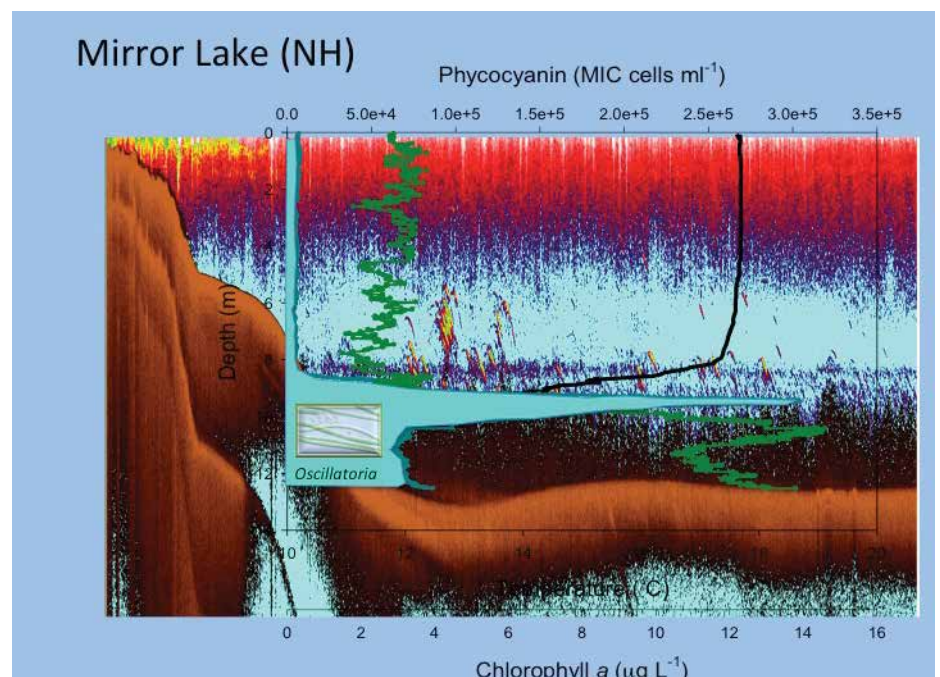 Mirror Lake (NH)
Phycocyanin (MIC cells ml-1)
0.0 5.0e+4 1.0e+5 1.5e+5 2.0e+5 2.5e+5 3.0e+5 3.5e+5
0
2
4
6
Depth (m)
8
Oscillatoria
12
10 12 14 18 20
0 2 4 6 8 10 12 14 16
Chlorophyll a (µg L-1)